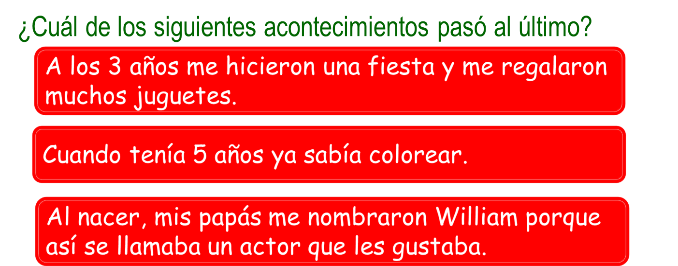 ¿Cuál de los siguientes acontecimientos pasó al último?
A los 3 años me hicieron una fiesta y me regalaron
muchos juguetes.
Cuando tenía 5 años ya sabía colorear.
Al nacer, mis papás me nombraron William porque
así se llamaba un actor que les gustaba.